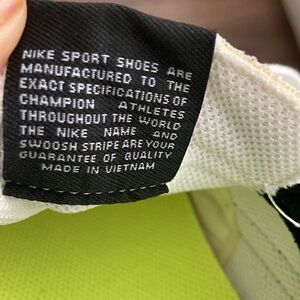 NIKE SPORT SHOES ARE
MANUFACTURED TO THE
EXACT SPECIFICATIONS OF
CHAMPION ATHLETES
THROUGHOUT THE WORLD
THE NIKE NAME AND
SWOOSH STRIPE ARE YOUR
GUARANTEE OF QUALITY
MADE IN VIETNAM